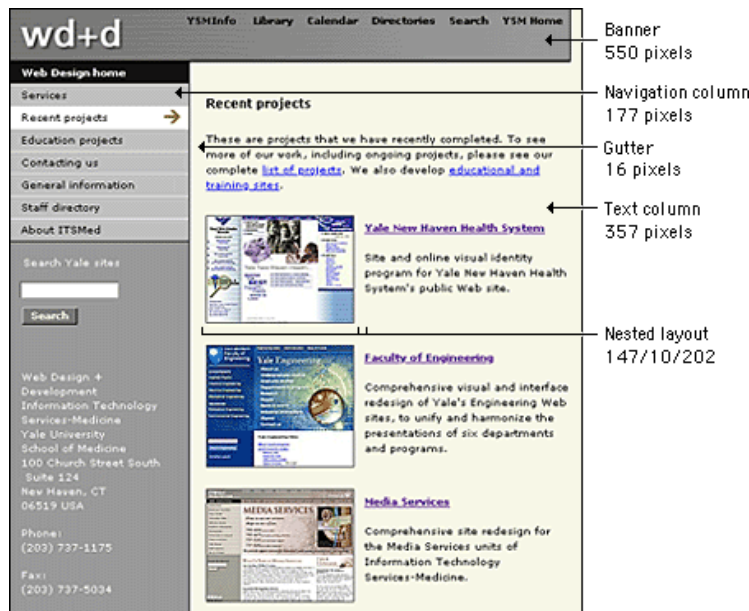 wd+d
YSMInfo Library Calendar Directories Search YSM Home
Web Design home
Services
Recent projects
Education projects
Contacting us
General information
Staff directory
About ITSMed
Search Yale sites
Search
Web Design +
Development
Information Technology
Services-Medicine
Yale University
School of Medicine
100 Church Street South
Suite 124
New Haven, CT
06519 USA
Phone:
(203) 737-1175
Fax:
(203) 737-5034
Recent projects
These are projects that we have recently completed. To see
more of our work, including ongoing projects, please see our
complete list of projects. We also develop educational and
training sites.
Yale New Haven Health System
Site and online visual identity
program for Yale New Haven Health
System's public Web site.
Yale Engineering
Faculty of Engineering
Comprehensive visual and interface
redesign of Yale's Engineering Web
sites, to unify and harmonize the
presentations of six departments
and programs.
MEDIA SERVICES
Media Services
Comprehensive site redesign for
the Media Services units of
Information Technology
Services-Medicine.
Banner
550 pixels
Navigation column
177 pixels
Gutter
16 pixels
Text column
357 pixels
Nested layout
147/10/202